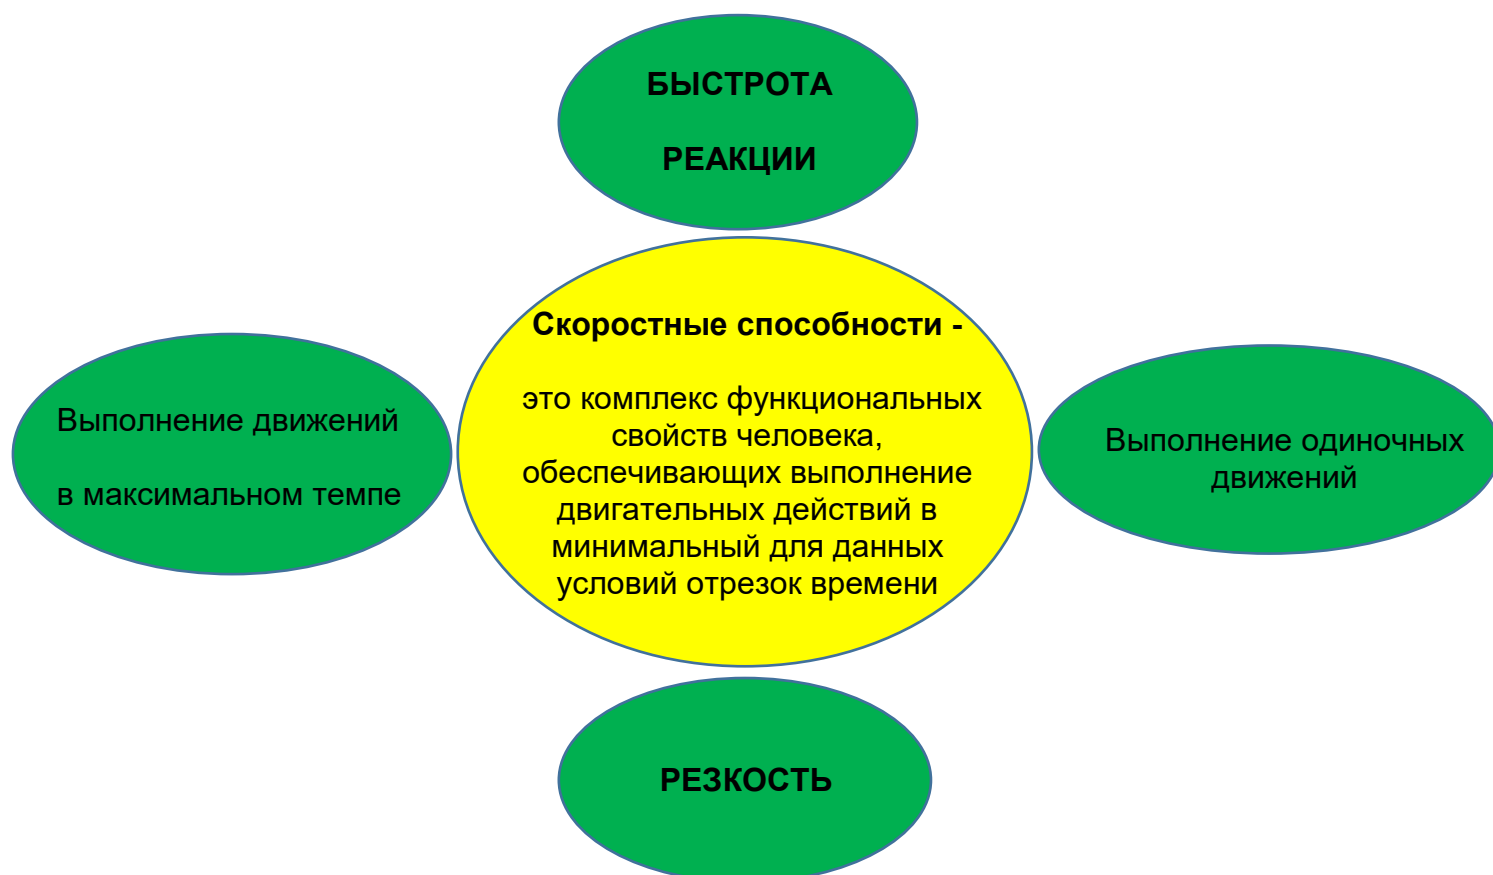 БЫСТРОТА
РЕАКЦИИ
Скоростные способности -
это комплекс функциональных
свойств человека,
обеспечивающих выполнение
двигательных действий в
минимальный для данных
условий отрезок времени
Выполнение движений
в максимальном темпе
Выполнение одиночных
движений
РЕЗКОСТЬ